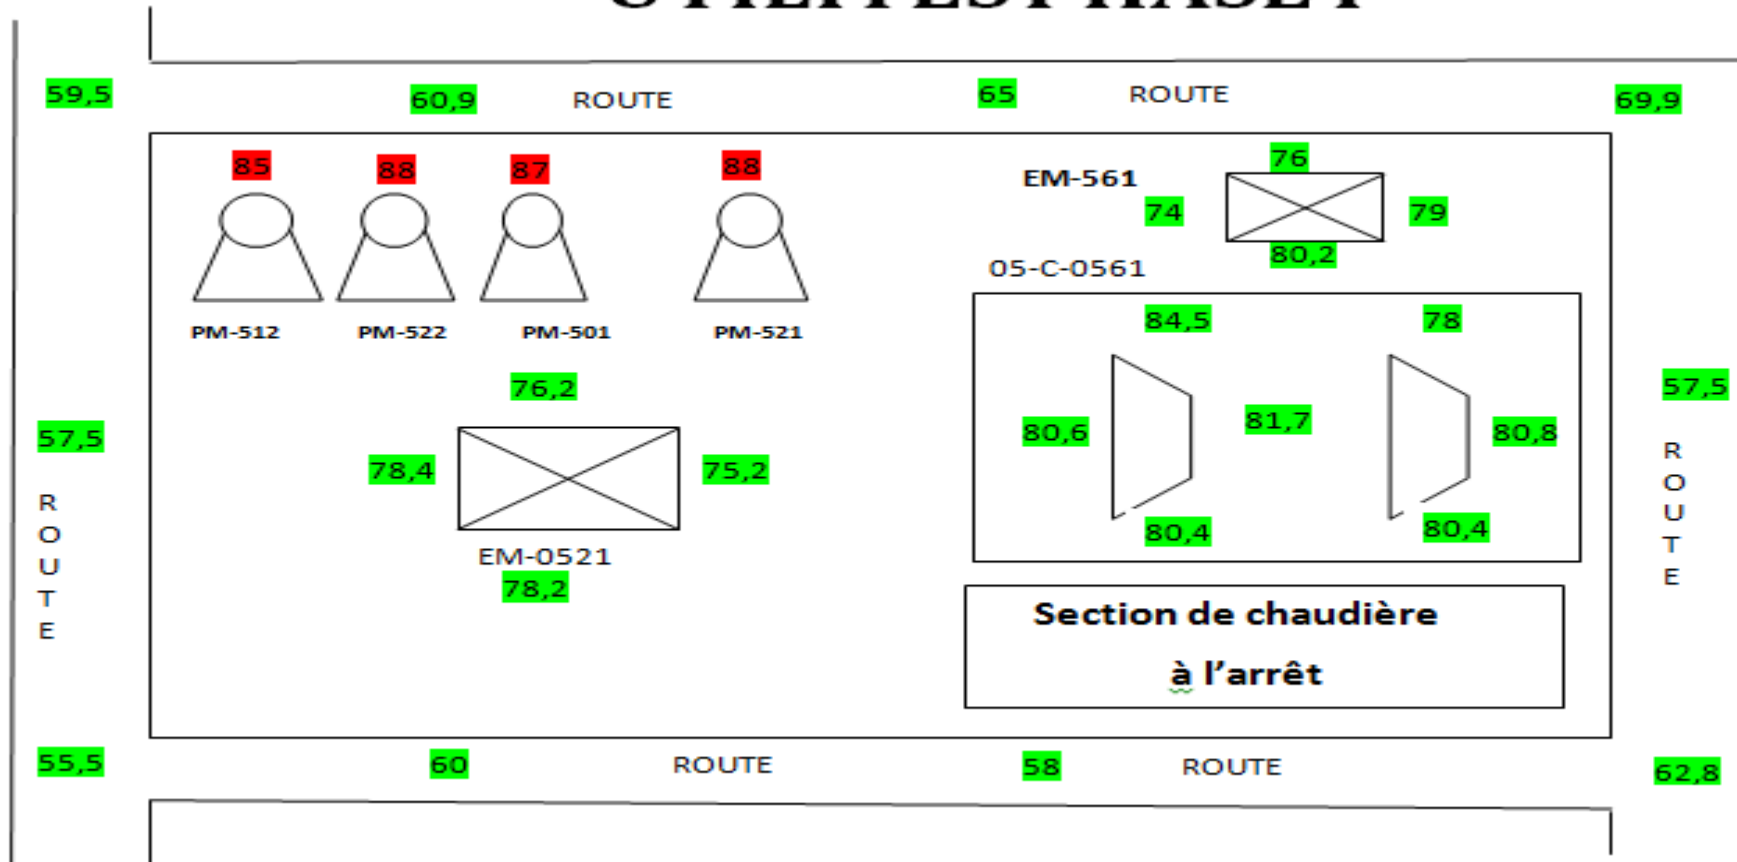 59,5
60,9
ROUTE
65
ROUTE
69,9
85
88
87
88
76
EM-561
74
79
80,2
05-C-0561
PM-512
PM-522
PM-501
PM-521
84,5
78
76,2
57,5
80,6
81,7
80,8
57,5
78,4
75,2
ROUTE
ROUTE
80,4
80,4
EM-0521
78,2
Section de chaudière
à l’arrêt
55,5
60
ROUTE
58
ROUTE
62,8